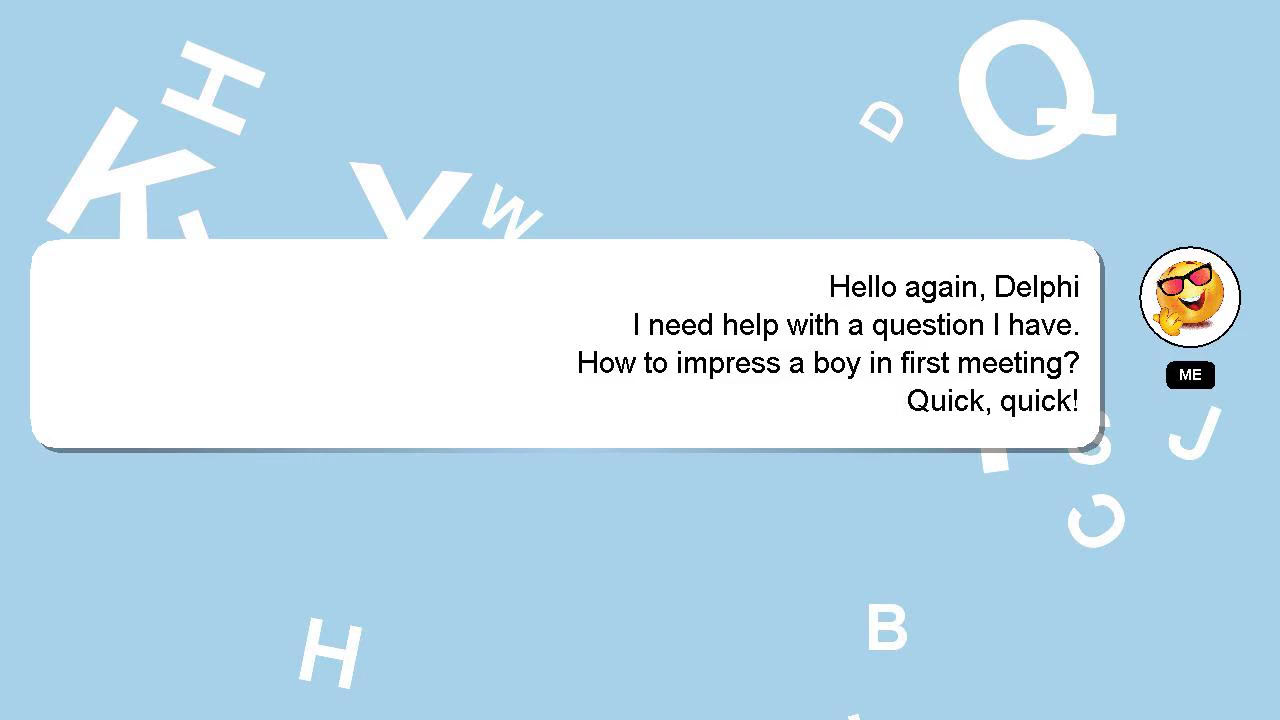 H
K
Y
W
D
Q
Hello again, Delphi
I need help with a question I have.
How to impress a boy in first meeting?
Quick, quick!
ME
S
J
C
H
B